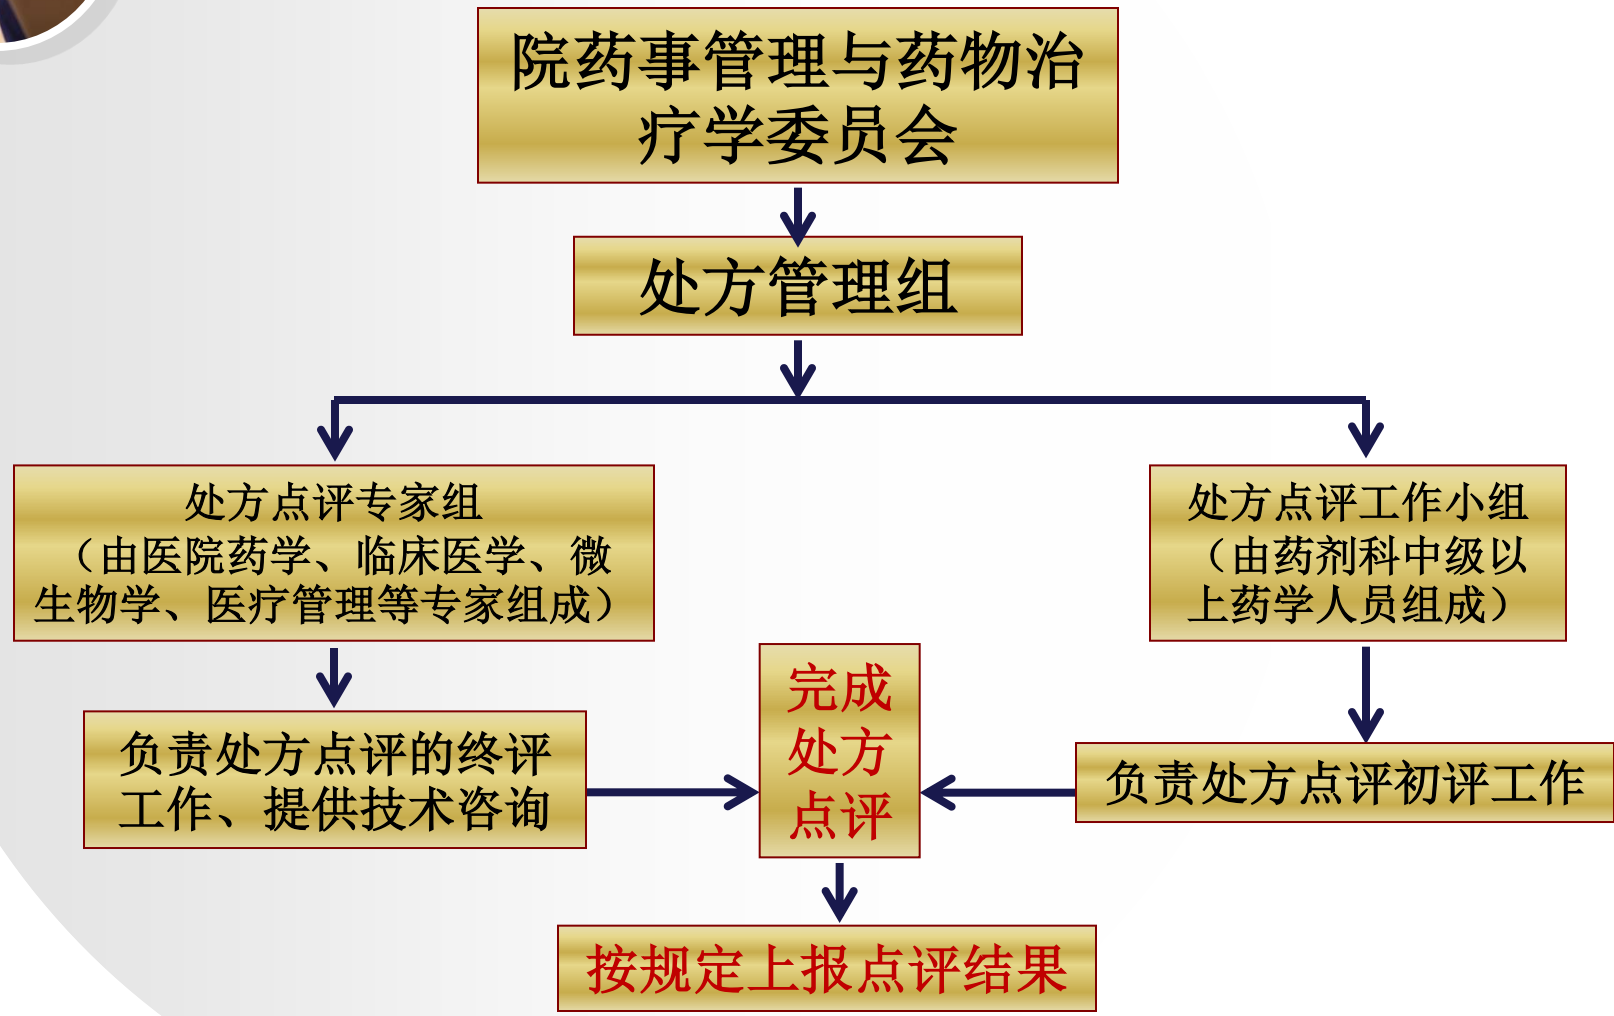 院药事管理与药物治
疗学委员会
处方管理组
处方点评专家组
（由医院药学、临床医学、微
生物学、医疗管理等专家组成）
处方点评工作小组
（由药剂科中级以
上药学人员组成）
负责处方点评的终评
工作、提供技术咨询
完成
处方
点评
负责处方点评初评工作
按规定上报点评结果